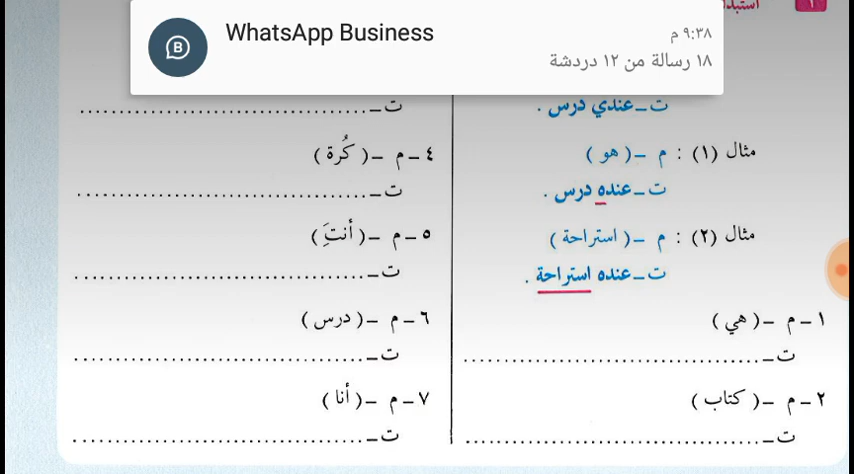 WhatsApp Business
٩:٣٨ م
١٨ رسالة من ١٢ دردشة
١
ت ـ عندي درس .
مثال (١) : م ـ ( هو )
ت ـ عنده درس .
مثال (٢) : م ـ ( استراحة )
ت ـ عنده استراحة .
١ ـ م ـ ( هي )
ت ـ ........................................
٢ ـ م ـ ( كتاب )
ت ـ ........................................
ت ـ ........................................
٤ ـ م ـ ( كُرة )
ت ـ ........................................
٥ ـ م ـ ( أنتَِ )
ت ـ ........................................
٦ ـ م ـ ( درس )
ت ـ ........................................
٧ ـ م ـ ( أنا )
ت ـ ........................................